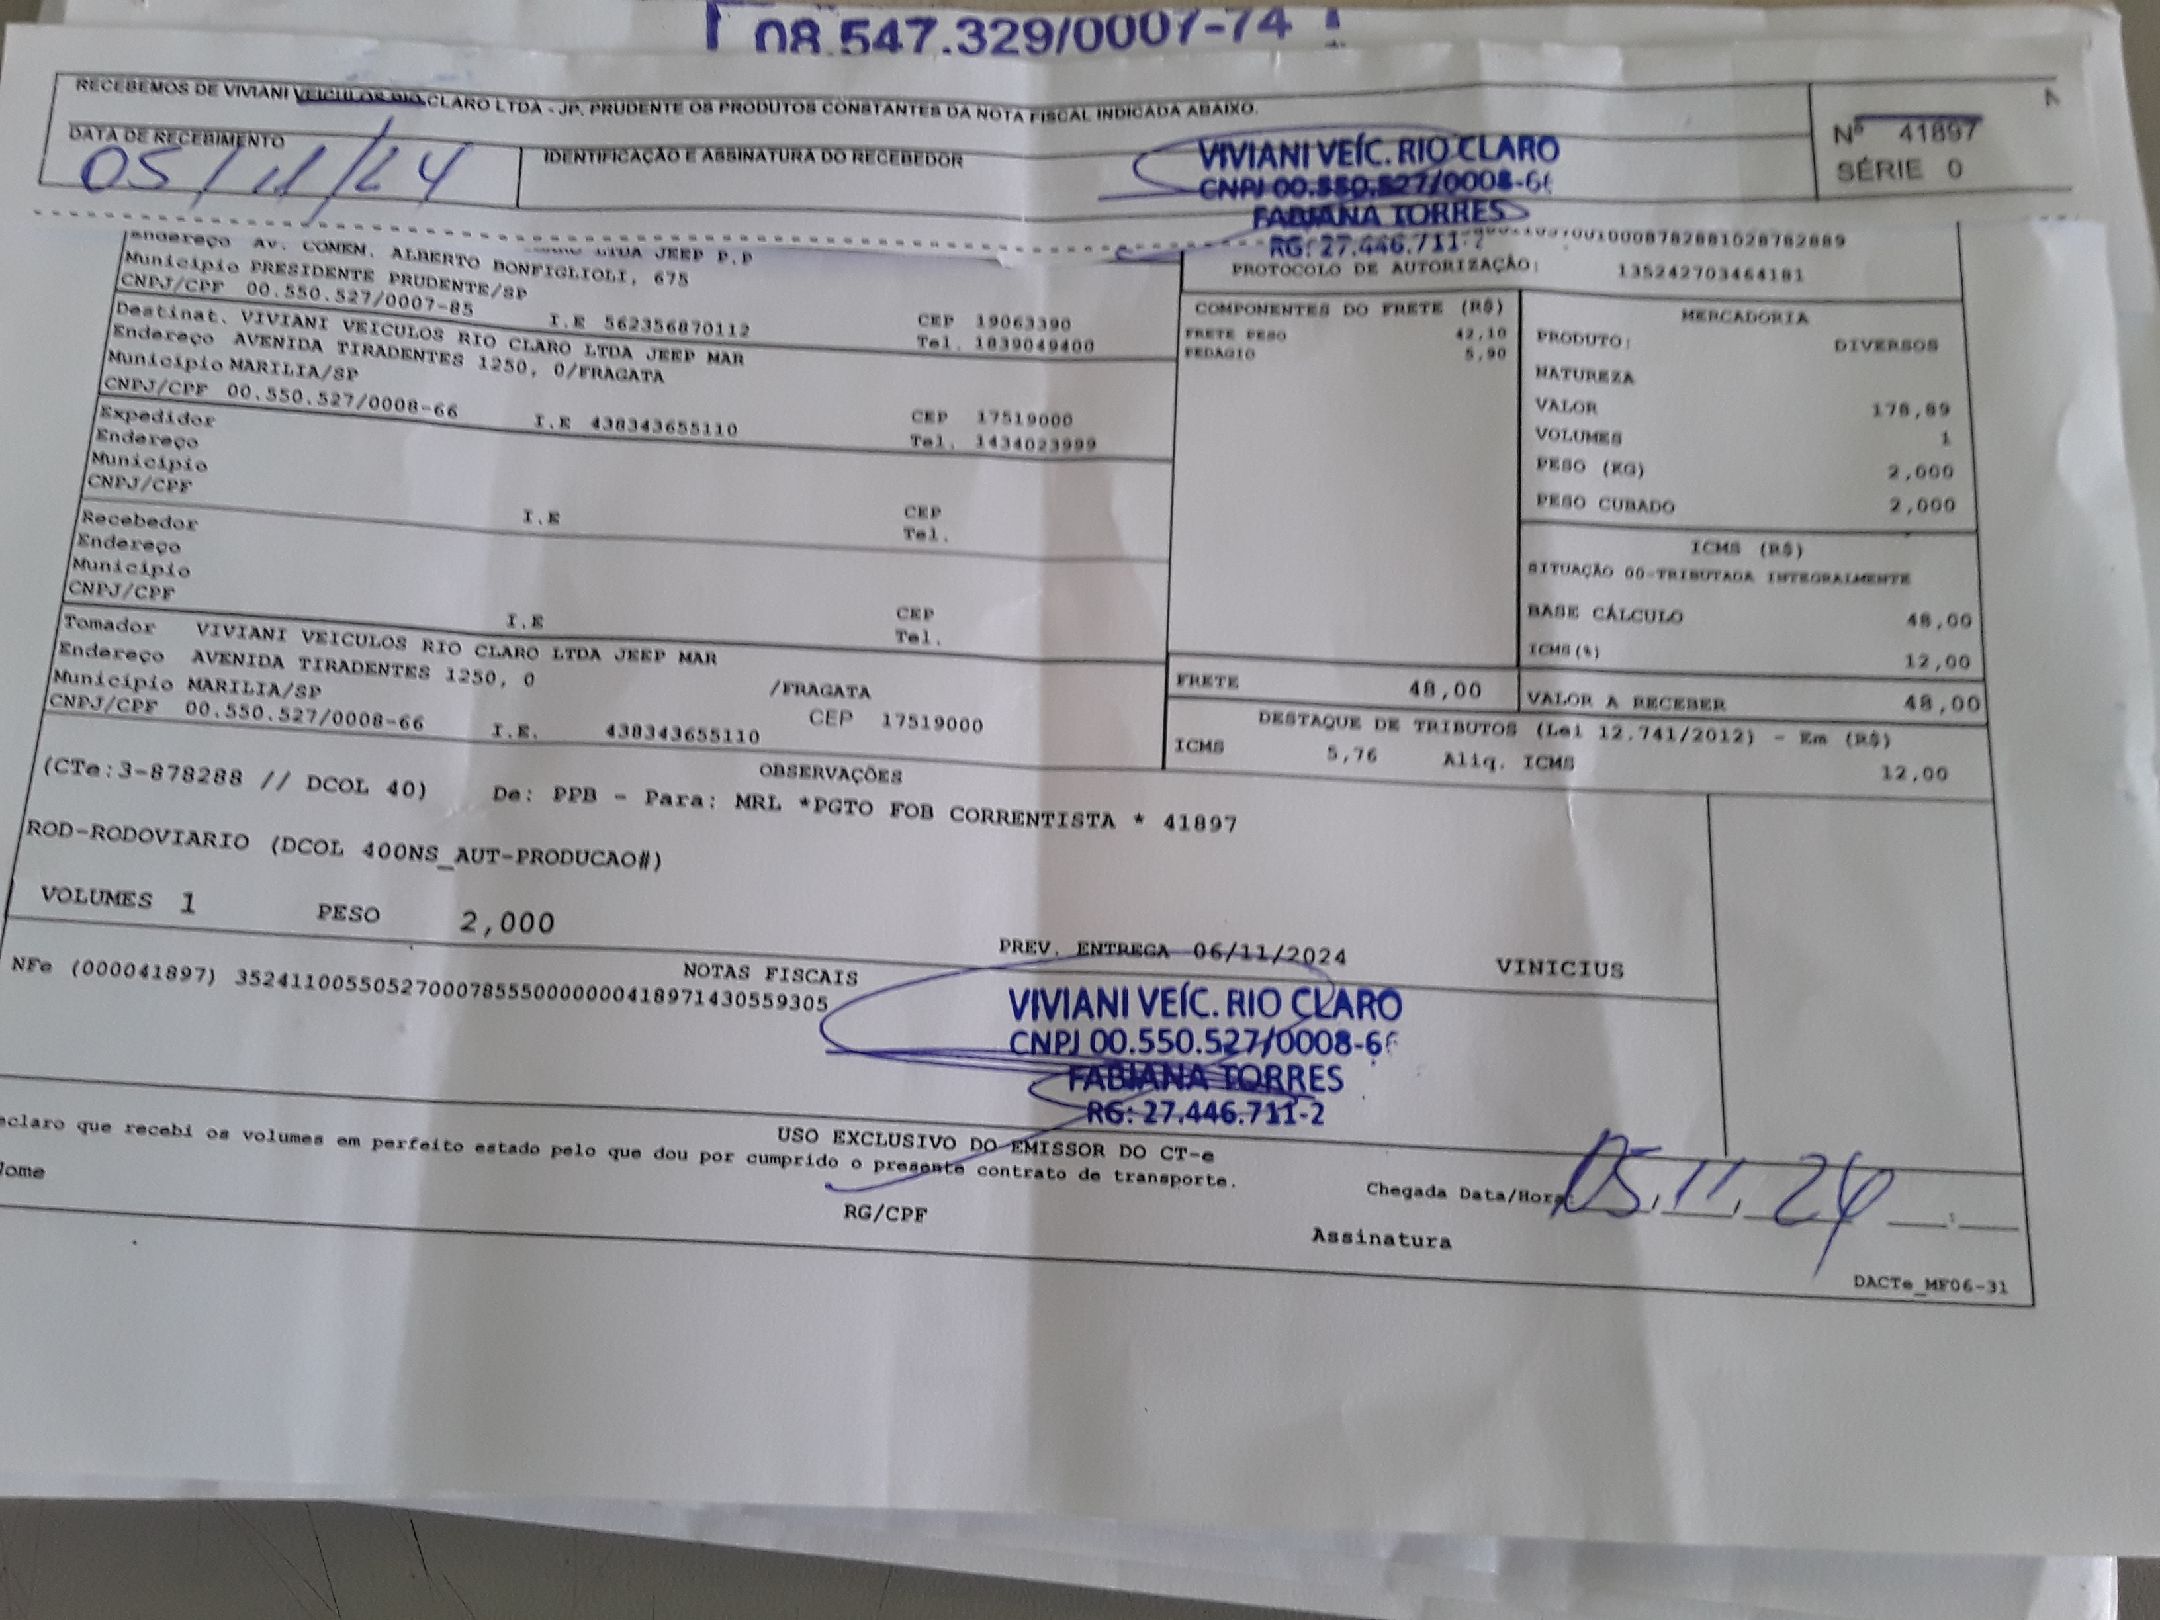 08.547.329/0007-74
RECEBEMOS DE VIVIANI VEICULOS RIO CLARO LTDA - JP. PRUDENTE OS PRODUTOS CONSTANTES DA NOTA FISCAL INDICADA ABAIXO.
DATA DE RECEBIMENTO
05/11/24
IDENTIFICAÇÃO E ASSINATURA DO RECEBEDOR
VIVIANI VEÍC. RIO CLARO
CNPJ 00.550.527/0008-66
FABIANA TORRES
RG: 27.446.711-2
Nº 41897
SÉRIE 0
LTDA JEEP P.P
Endereço AV. COMEN. ALBERTO BONFIGLIOLI, 675
Município PRESIDENTE PRUDENTE/SP
CNPJ/CPF 00.550.527/0007-85 I.E 562356870112
CEP 19063390
Tel. 1839049400
Destinat. VIVIANI VEICULOS RIO CLARO LTDA JEEP MAR
Endereço AVENIDA TIRADENTES 1250, 0/FRAGATA
Município MARILIA/SP
CNPJ/CPF 00.550.527/0008-66 I.E 438343655110
CEP 17519000
Tel. 1434023999
Expedidor
Endereço
Município
CNPJ/CPF I.E
CEP
Tel.
Recebedor
Endereço
Município
CNPJ/CPF I.E
CEP
Tel.
Tomador VIVIANI VEICULOS RIO CLARO LTDA JEEP MAR
Endereço AVENIDA TIRADENTES 1250, 0 /FRAGATA
Município MARILIA/SP CEP 17519000
CNPJ/CPF 00.550.527/0008-66 I.E. 438343655110
PROTOCOLO DE AUTORIZAÇÃO: 135242703464181
COMPONENTES DO FRETE (R$)
FRETE PESO 42,10
PEDAGIO 5,90
MERCADORIA
PRODUTO: DIVERSOS
NATUREZA
VALOR 178,89
VOLUMES 1
PESO (KG) 2,000
PESO CUBADO 2,000
ICMS (R$)
SITUAÇÃO 00-TRIBUTADA INTEGRALMENTE
BASE CÁLCULO 48,00
ICMS(%) 12,00
FRETE 48,00
VALOR A RECEBER 48,00
DESTAQUE DE TRIBUTOS (Lei 12.741/2012) - Em (R$)
ICMS 5,76 Aliq. ICMS 12,00
OBSERVAÇÕES
(CTe:3-878288 // DCOL 40) De: PPB - Para: MRL *PGTO FOB CORRENTISTA * 41897
ROD-RODOVIARIO (DCOL 400NS_AUT-PRODUCAO#)
VOLUMES 1 PESO 2,000
PREV. ENTREGA 06/11/2024 VINICIUS
NOTAS FISCAIS
NFe (000041897) 35241100550527000785550000000418971430559305
VIVIANI VEÍC. RIO CLARO
CNPJ 00.550.527/0008-66
FABIANA TORRES
RG: 27.446.711-2
USO EXCLUSIVO DO EMISSOR DO CT-e
eclaro que recebi os volumes em perfeito estado pelo que dou por cumprido o presente contrato de transporte.
Nome
RG/CPF
Chegada Data/Hora: 05, 11, 24
Assinatura
DACTe_MF06-31